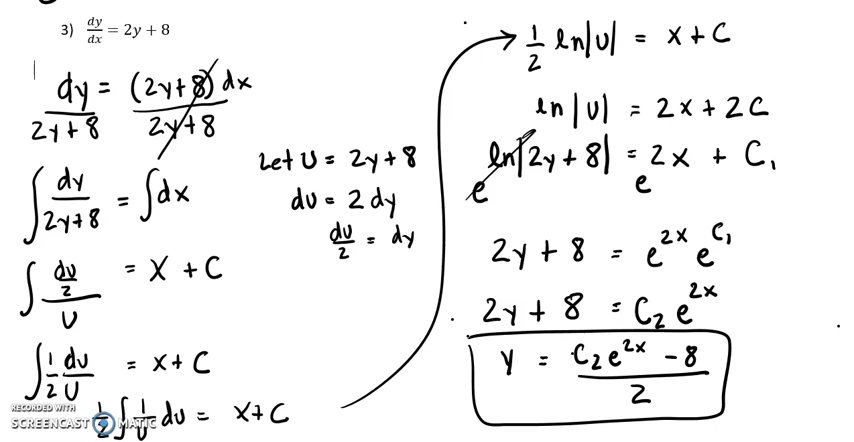 3) dy/dx = 2y + 8
dy/(2y+8) = (2y+8) dx/(2y+8)
∫ dy/(2y+8) = ∫ dx
Let U = 2y + 8
du = 2 dy
du/2 = dy
∫ (du/2)/U = X + C
∫ 1/2 du/U = x + C
1/2 ∫ 1/U du = x + C
RECORDED WITH
SCREENCAST MATIC
1/2 ln|U| = x + C
ln|U| = 2x + 2C
e^(ln|2y+8|) = e^(2x + C₁)
2y + 8 = e^(2x) e^(C₁)
2y + 8 = C₂ e^(2x)
y = (C₂e^(2x) - 8)/2